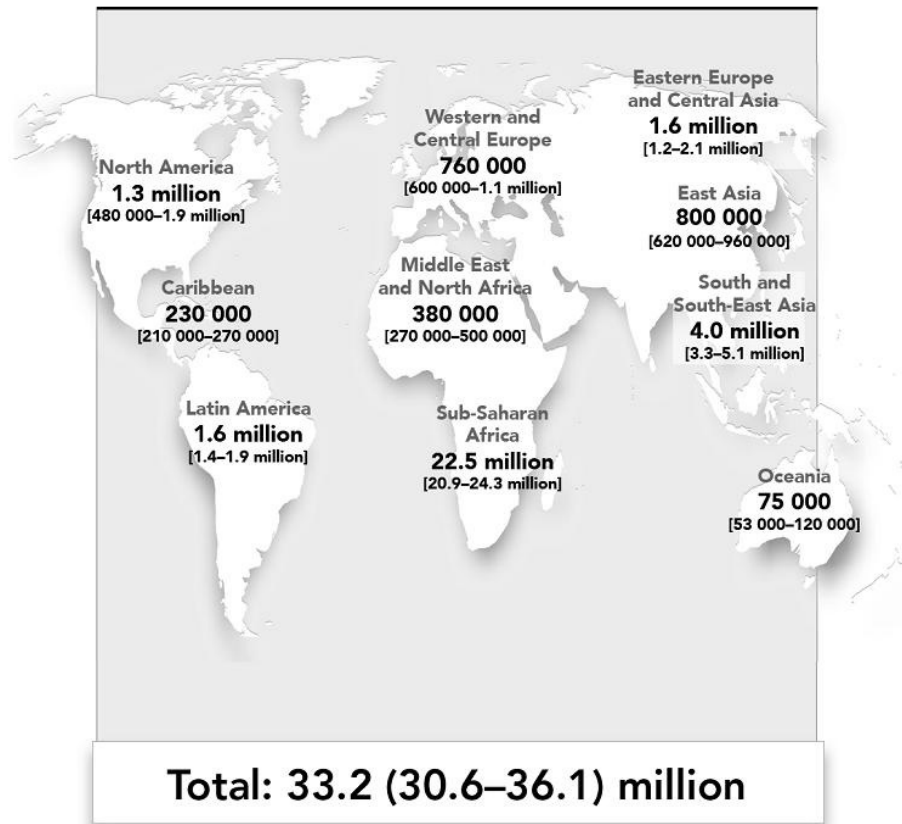 Eastern Europe
and Central Asia
1.6 million
[1.2–2.1 million]
Western and
Central Europe
760 000
[600 000–1.1 million]
North America
1.3 million
[480 000–1.9 million]
East Asia
800 000
[620 000–960 000]
Middle East
and North Africa
380 000
[270 000–500 000]
Caribbean
230 000
[210 000–270 000]
South and
South-East Asia
4.0 million
[3.3–5.1 million]
Latin America
1.6 million
[1.4–1.9 million]
Sub-Saharan
Africa
22.5 million
[20.9–24.3 million]
Oceania
75 000
[53 000–120 000]
Total: 33.2 (30.6–36.1) million